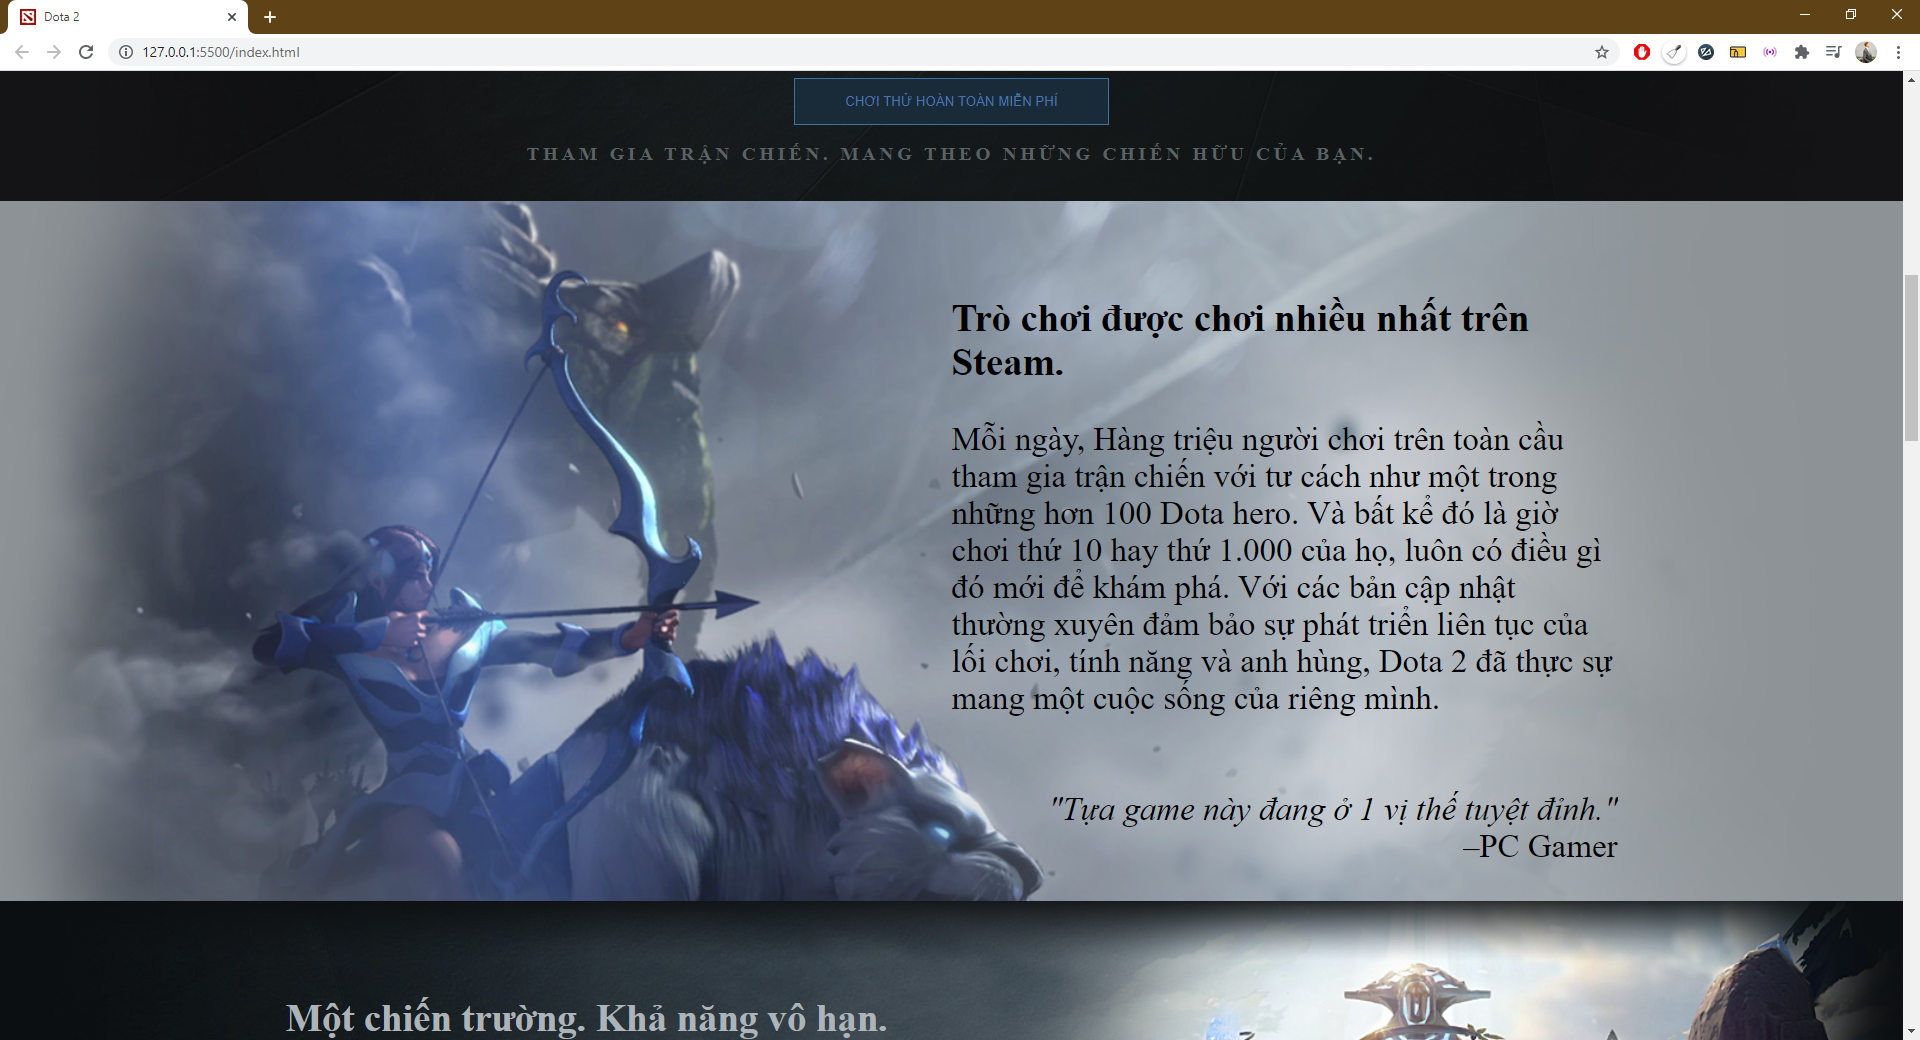 Dota 2
127.0.0.1:5500/index.html
CHƠI THỬ HOÀN TOÀN MIỄN PHÍ
THAM GIA TRẬN CHIẾN. MANG THEO NHỮNG CHIẾN HỮU CỦA BẠN.
Trò chơi được chơi nhiều nhất trên
Steam.
Mỗi ngày, Hàng triệu người chơi trên toàn cầu
tham gia trận chiến với tư cách như một trong
những hơn 100 Dota hero. Và bất kể đó là giờ
chơi thứ 10 hay thứ 1.000 của họ, luôn có điều gì
đó mới để khám phá. Với các bản cập nhật
thường xuyên đảm bảo sự phát triển liên tục của
lối chơi, tính năng và anh hùng, Dota 2 đã thực sự
mang một cuộc sống của riêng mình.
"Tựa game này đang ở 1 vị thế tuyệt đỉnh."
–PC Gamer
Một chiến trường. Khả năng vô hạn.